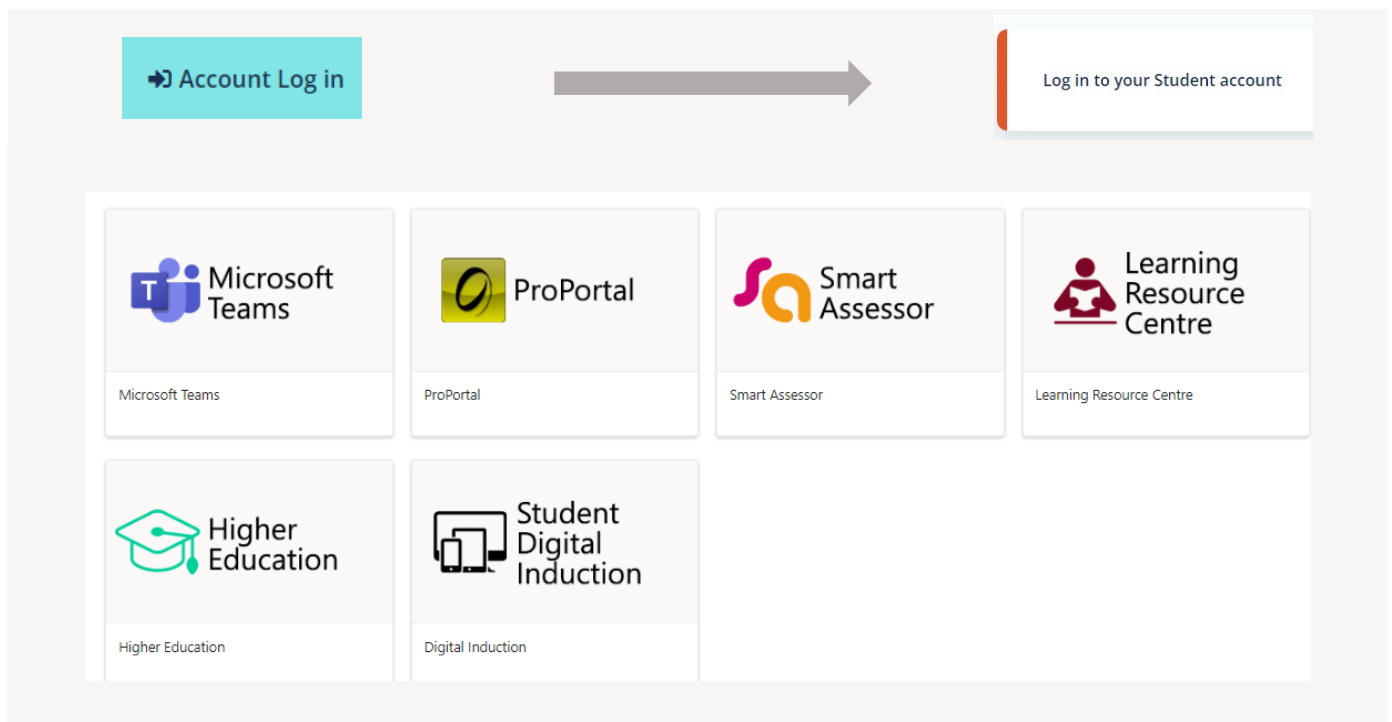 Account Log in
Log in to your Student account
T
Microsoft
Teams
ProPortal
Smart
Assessor
Learning
Resource
Centre
Microsoft Teams
ProPortal
Smart Assessor
Learning Resource Centre
Higher
Education
Student
Digital
Induction
Higher Education
Digital Induction